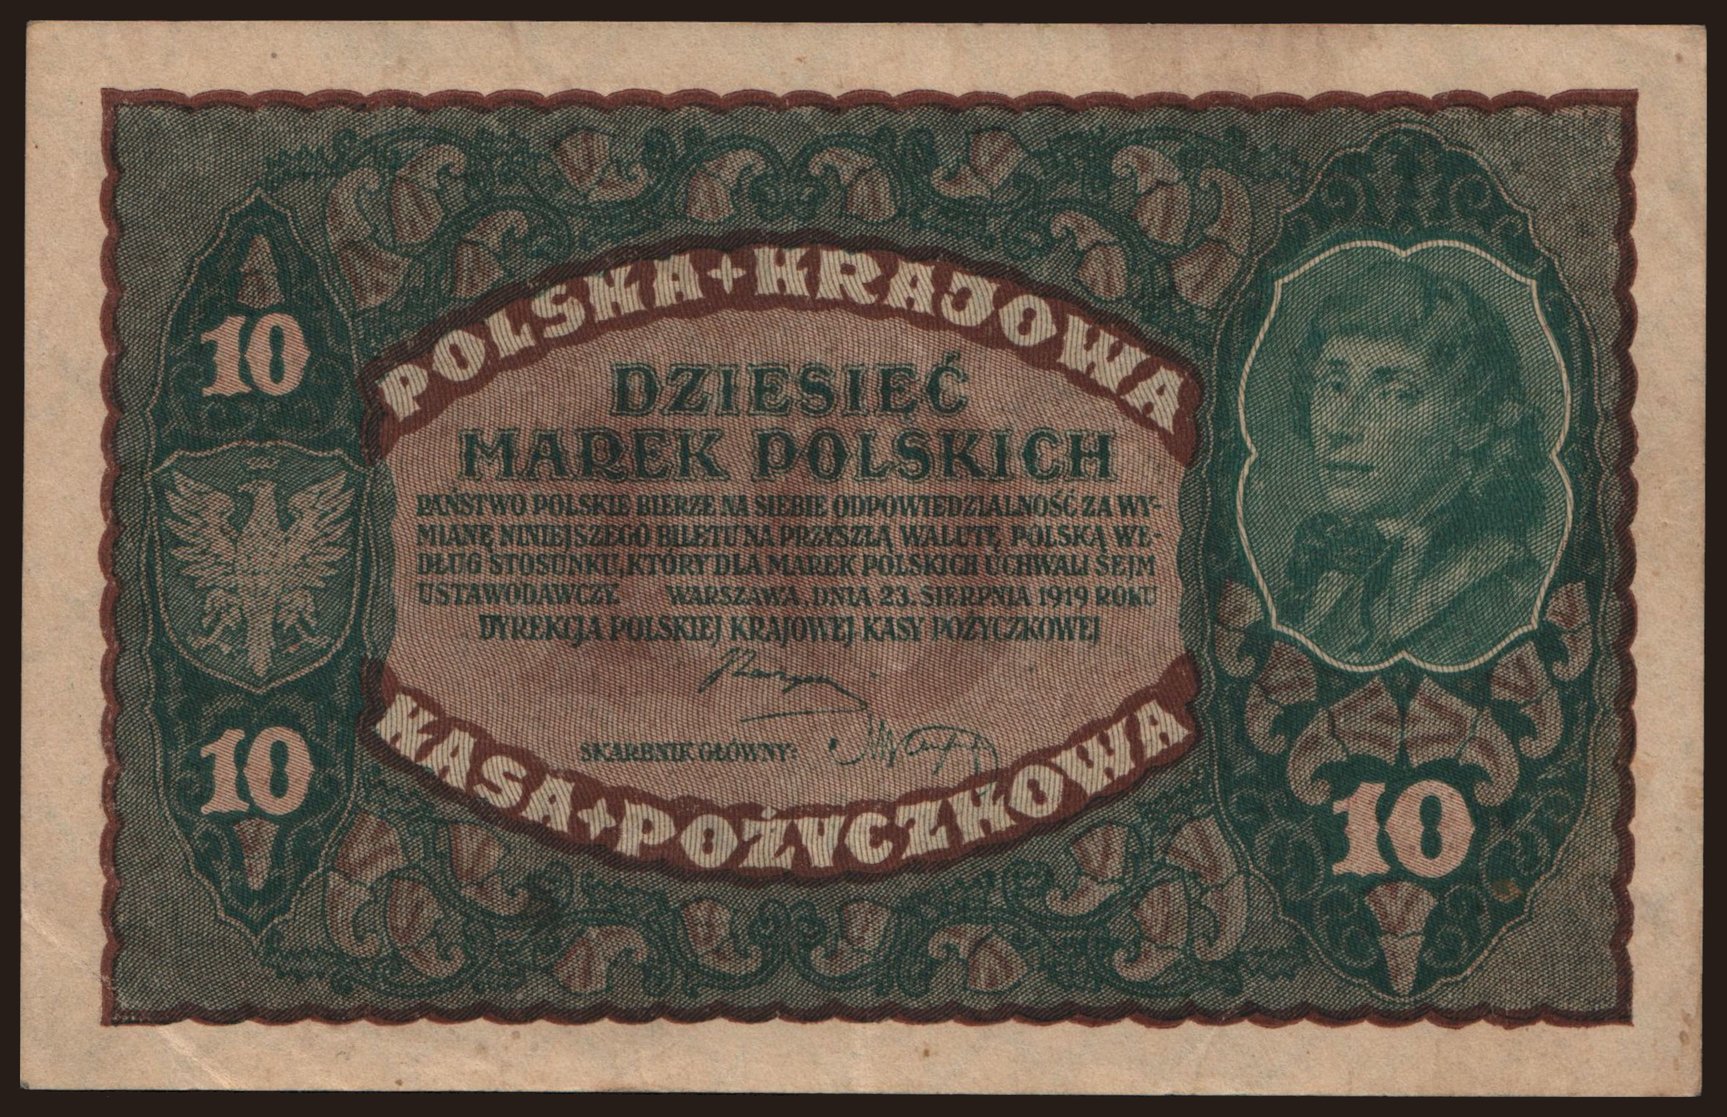 POLSKA + KRAJOWA
10
DZIESIĘĆ
MAREK POLSKICH
PAŃSTWO POLSKIE BIERZE NA SIEBIE ODPOWIEDZIALNOŚĆ ZA WY-
MIANĘ NINIEJSZEGO BILETU NA PRZYSZŁĄ WALUTĘ POLSKĄ WE-
DŁUG STOSUNKU, KTÓRY DLA MAREK POLSKICH UCHWALI SEJM
USTAWODAWCZY. WARSZAWA, DNIA 23. SIERPNIA 1919 ROKU
DYREKCJA POLSKIEJ KRAJOWEJ KASY POŻYCZKOWEJ
SKARBNIK GŁÓWNY:
10
KASA + POŻYCZKOWA
10